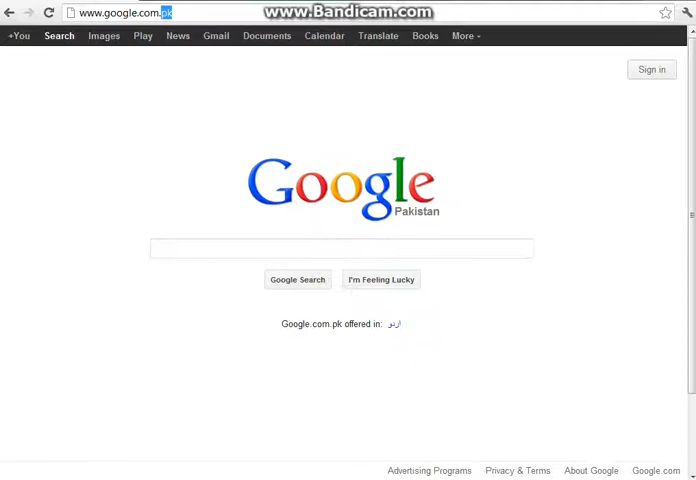 www.google.com.pk
www.Bandicam.com
+You Search Images Play News Gmail Documents Calendar Translate Books More
Sign in
Google
Pakistan
Google Search I'm Feeling Lucky
Google.com.pk offered in: اردو
Advertising Programs Privacy & Terms About Google Google.com